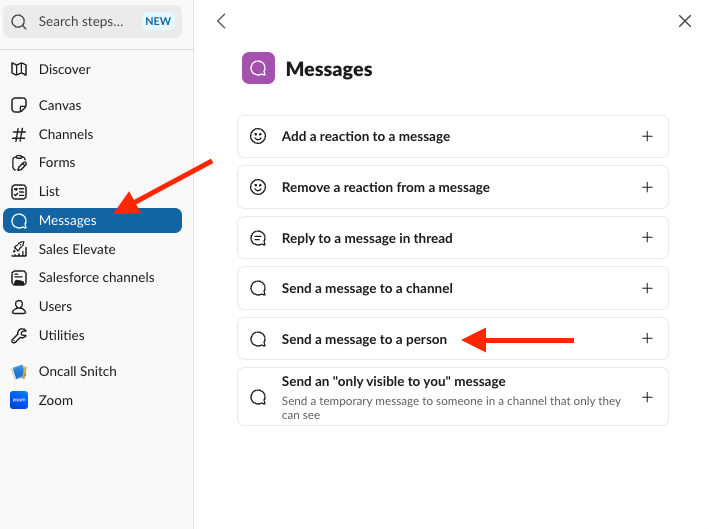 Search steps... NEW
Discover
Canvas
Channels
Forms
List
Messages
Sales Elevate
Salesforce channels
Users
Utilities
Oncall Snitch
zoom Zoom
Messages
Add a reaction to a message
Remove a reaction from a message
Reply to a message in thread
Send a message to a channel
Send a message to a person
Send an "only visible to you" message
Send a temporary message to someone in a channel that only they
can see